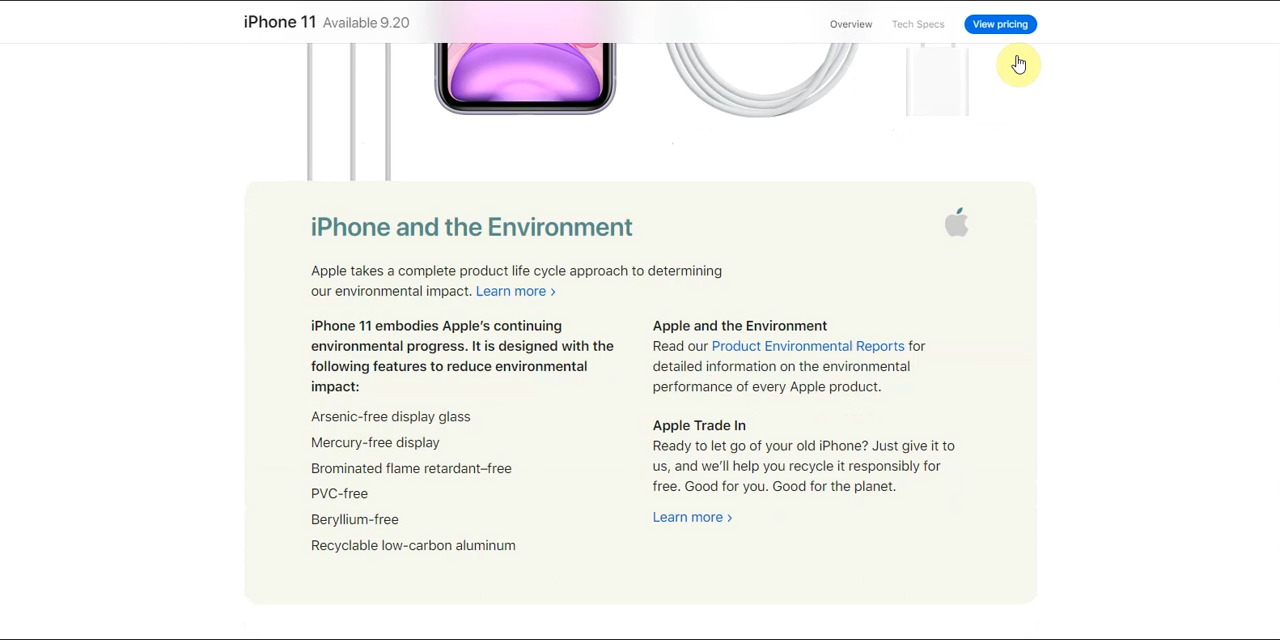 iPhone 11 Available 9.20
Overview Tech Specs View pricing
iPhone and the Environment
Apple takes a complete product life cycle approach to determining
our environmental impact. Learn more ›
iPhone 11 embodies Apple’s continuing
environmental progress. It is designed with the
following features to reduce environmental
impact:
Arsenic-free display glass
Mercury-free display
Brominated flame retardant–free
PVC-free
Beryllium-free
Recyclable low-carbon aluminum
Apple and the Environment
Read our Product Environmental Reports for
detailed information on the environmental
performance of every Apple product.
Apple Trade In
Ready to let go of your old iPhone? Just give it to
us, and we’ll help you recycle it responsibly for
free. Good for you. Good for the planet.
Learn more ›